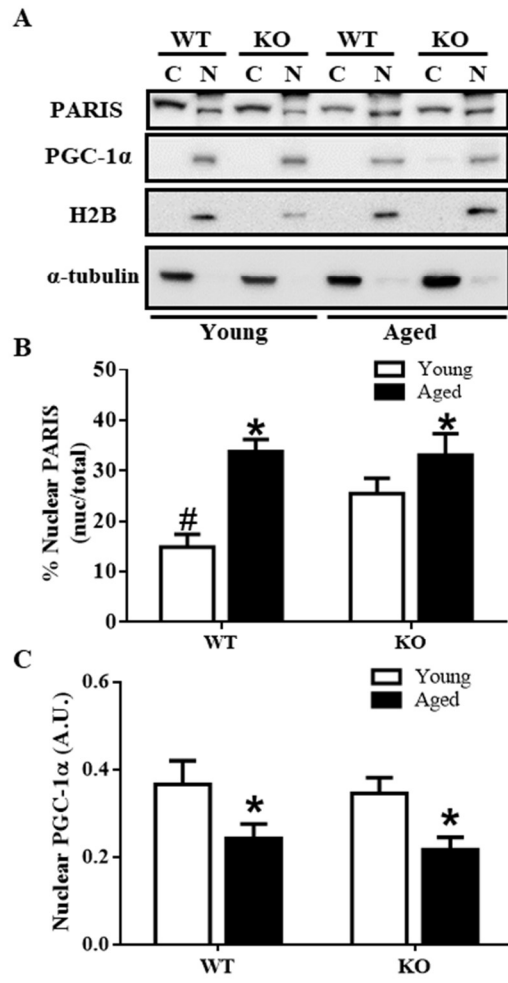 A
WT KO WT KO
C N C N C N C N
PARIS
PGC-1α
H2B
α-tubulin
Young Aged
B
Young
Aged
% Nuclear PARIS
(nuc/total)
50
40
30
20
10
0
#
*
*
WT KO
C
Young
Aged
Nuclear PGC-1α (A.U.)
0.6
0.4
0.2
0.0
*
*
WT KO